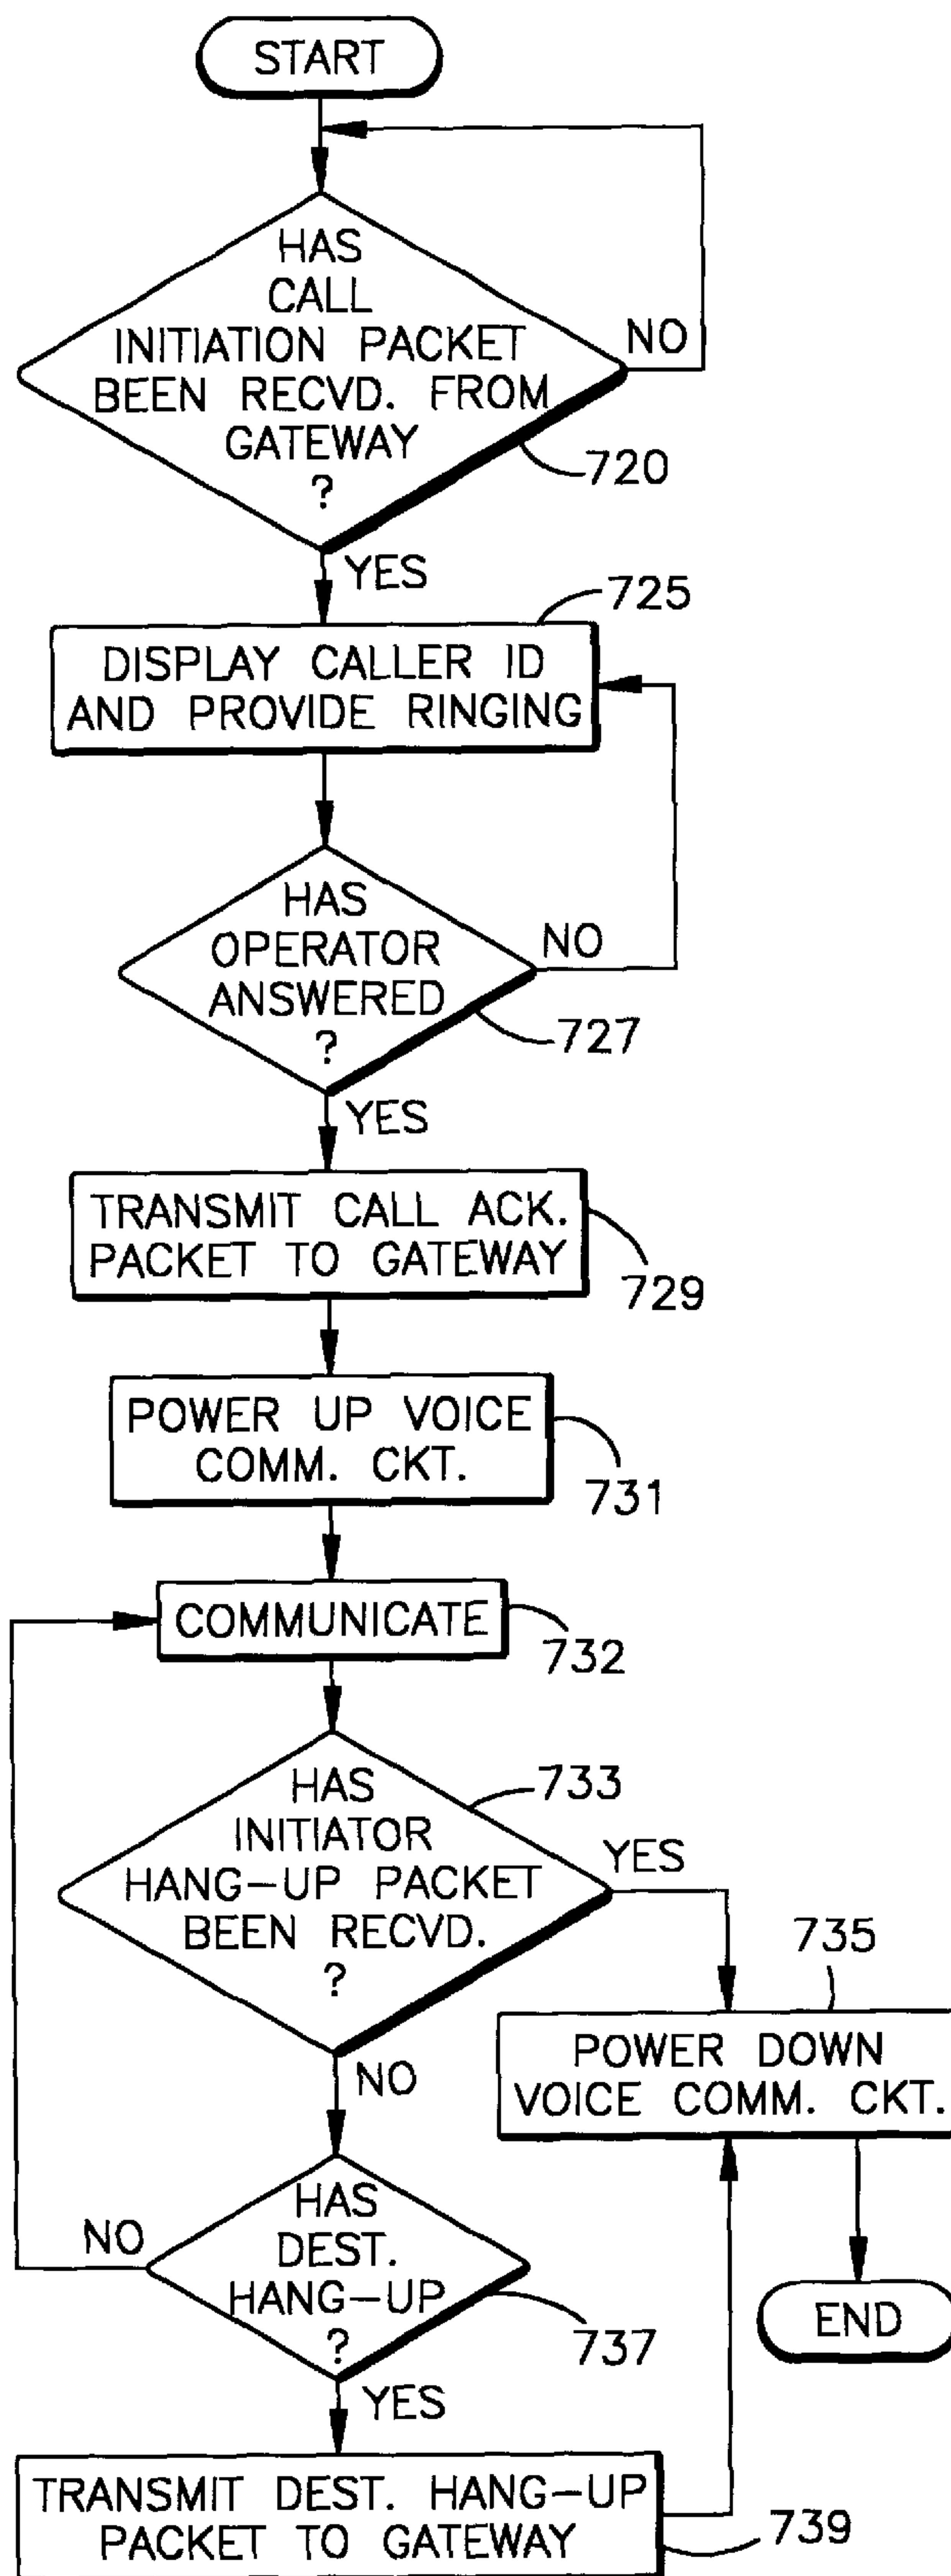 START
HAS
CALL
INITIATION PACKET
BEEN RECVD. FROM
GATEWAY
?
NO
720
YES
725
DISPLAY CALLER ID
AND PROVIDE RINGING
HAS
OPERATOR
ANSWERED
?
NO
727
YES
TRANSMIT CALL ACK.
PACKET TO GATEWAY
729
POWER UP VOICE
COMM. CKT.
731
COMMUNICATE
732
HAS
INITIATOR
HANG-UP PACKET
BEEN RECVD.
?
733
YES
735
POWER DOWN
VOICE COMM. CKT.
NO
HAS
DEST.
HANG-UP
?
NO
737
END
YES
TRANSMIT DEST. HANG-UP
PACKET TO GATEWAY
739